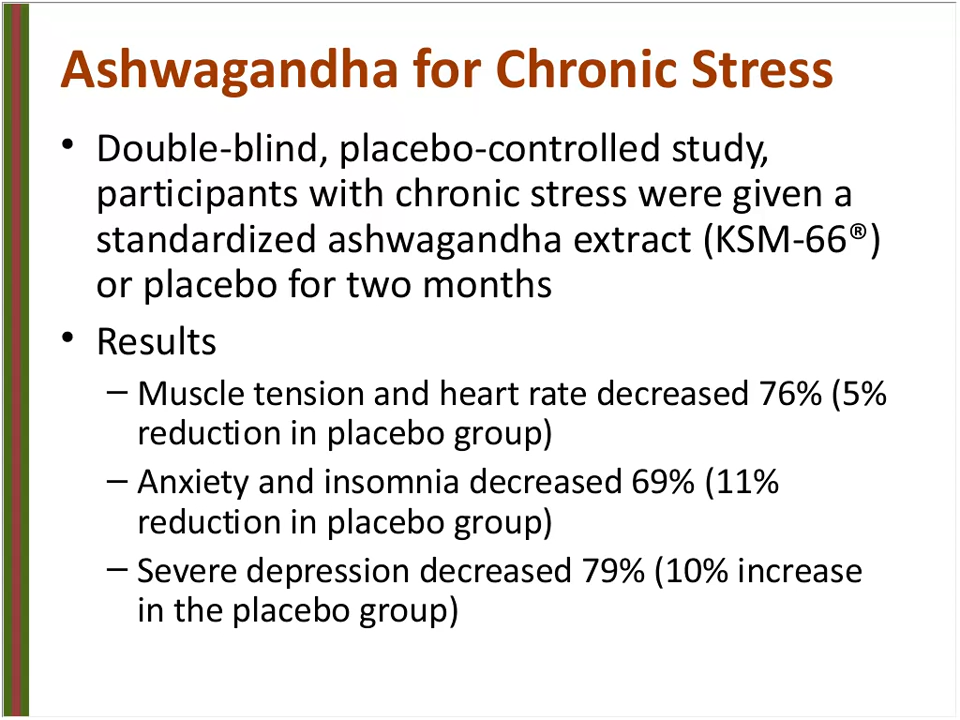 Ashwagandha for Chronic Stress
• Double-blind, placebo-controlled study,
participants with chronic stress were given a
standardized ashwagandha extract (KSM-66®)
or placebo for two months
• Results
– Muscle tension and heart rate decreased 76% (5%
reduction in placebo group)
– Anxiety and insomnia decreased 69% (11%
reduction in placebo group)
– Severe depression decreased 79% (10% increase
in the placebo group)